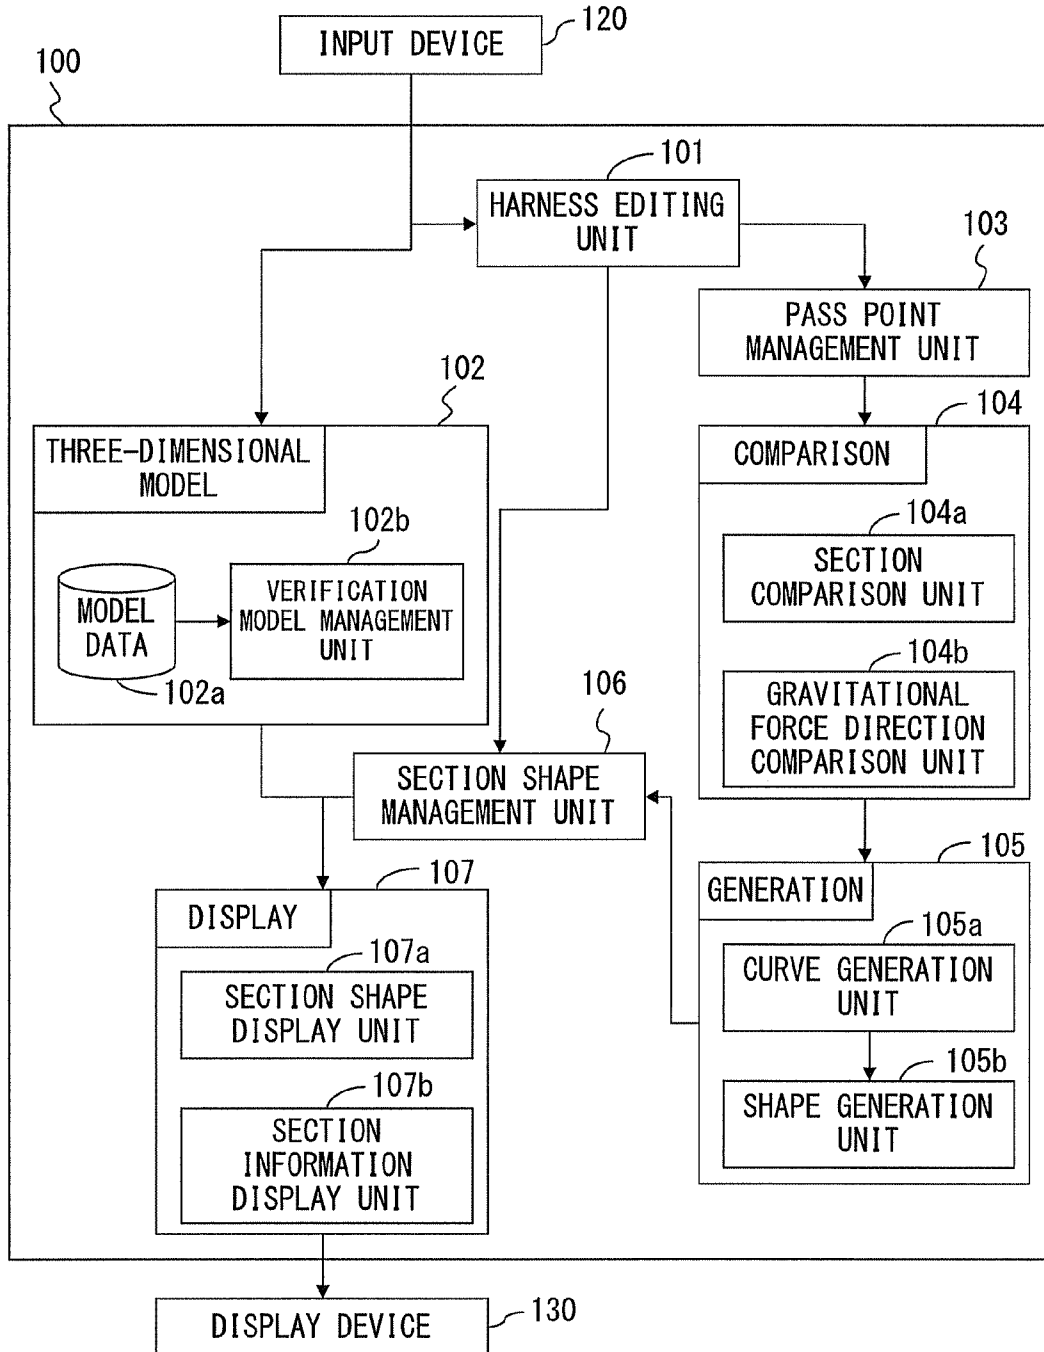 INPUT DEVICE
120
100
101
HARNESS EDITING
UNIT
103
PASS POINT
MANAGEMENT UNIT
102
THREE-DIMENSIONAL
MODEL
102b
MODEL
DATA
102a
VERIFICATION
MODEL MANAGEMENT
UNIT
104
COMPARISON
104a
SECTION
COMPARISON UNIT
104b
GRAVITATIONAL
FORCE DIRECTION
COMPARISON UNIT
106
SECTION SHAPE
MANAGEMENT UNIT
105
GENERATION
105a
CURVE GENERATION
UNIT
105b
SHAPE GENERATION
UNIT
107
DISPLAY
107a
SECTION SHAPE
DISPLAY UNIT
107b
SECTION
INFORMATION
DISPLAY UNIT
DISPLAY DEVICE
130